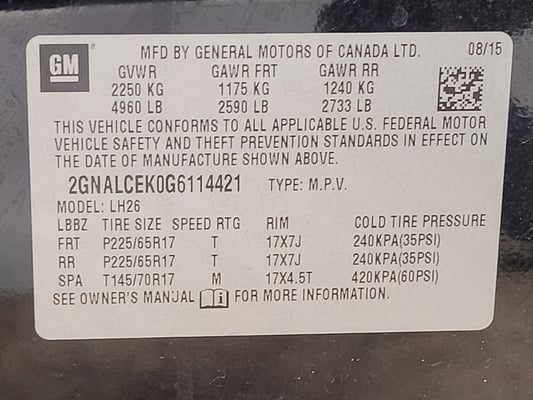 GM
MFD BY GENERAL MOTORS OF CANADA LTD. 08/15
GVWR GAWR FRT GAWR RR
2250 KG 1175 KG 1240 KG
4960 LB 2590 LB 2733 LB
THIS VEHICLE CONFORMS TO ALL APPLICABLE U.S. FEDERAL MOTOR
VEHICLE SAFETY AND THEFT PREVENTION STANDARDS IN EFFECT ON
THE DATE OF MANUFACTURE SHOWN ABOVE.
2GNALCEK0G6114421 TYPE: M.P.V.
MODEL: LH26
LBBZ TIRE SIZE SPEED RTG RIM COLD TIRE PRESSURE
FRT P225/65R17 T 17X7J 240KPA(35PSI)
RR P225/65R17 T 17X7J 240KPA(35PSI)
SPA T145/70R17 M 17X4.5T 420KPA(60PSI)
SEE OWNER'S MANUAL FOR MORE INFORMATION.